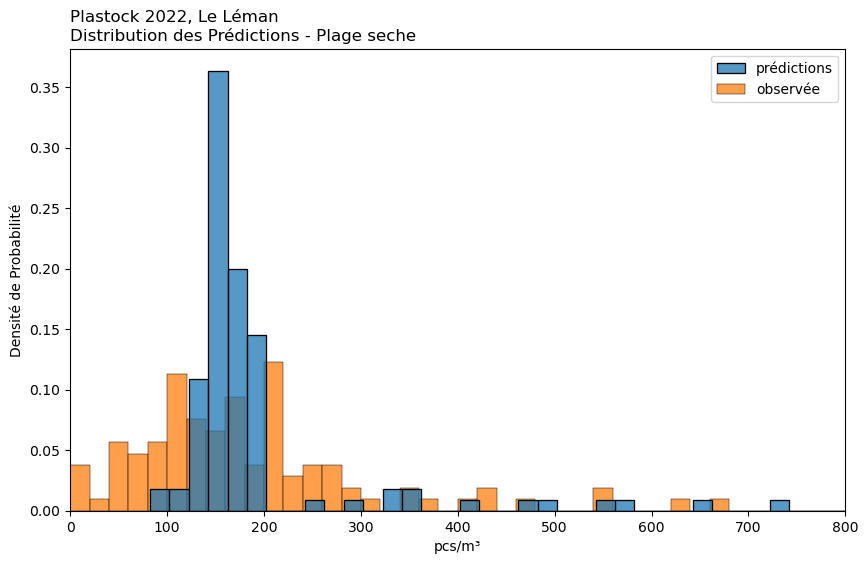 Plastock 2022, Le Léman
Distribution des Prédictions - Plage seche
prédictions
observée
Densité de Probabilité
0.35
0.30
0.25
0.20
0.15
0.10
0.05
0.00
0 100 200 300 400 500 600 700 800
pcs/m³